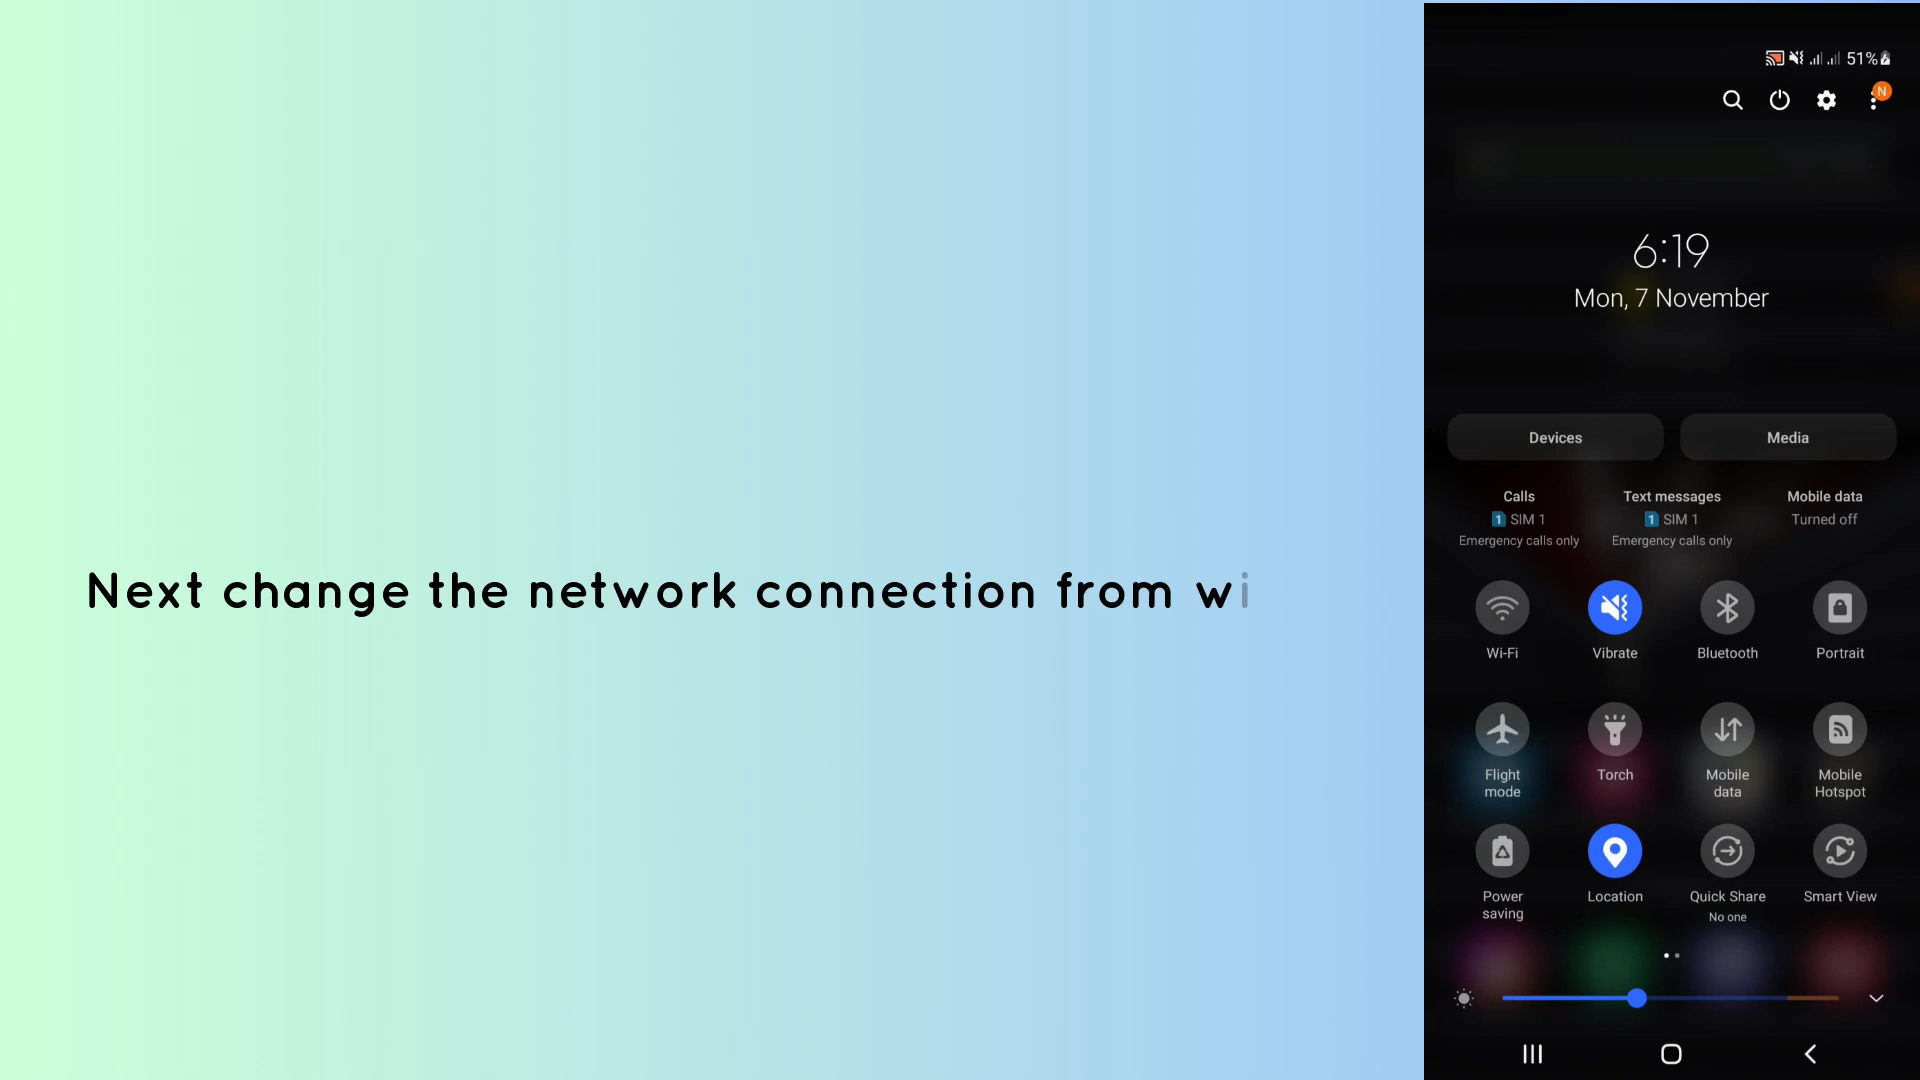 Next change the network connection from wi
51%
N
6:19
Mon, 7 November
Devices
Media
Calls
1 SIM 1
Emergency calls only
Text messages
1 SIM 1
Emergency calls only
Mobile data
Turned off
Wi-Fi
Vibrate
Bluetooth
Portrait
Flight
mode
Torch
Mobile
data
Mobile
Hotspot
Power
saving
Location
Quick Share
No one
Smart View